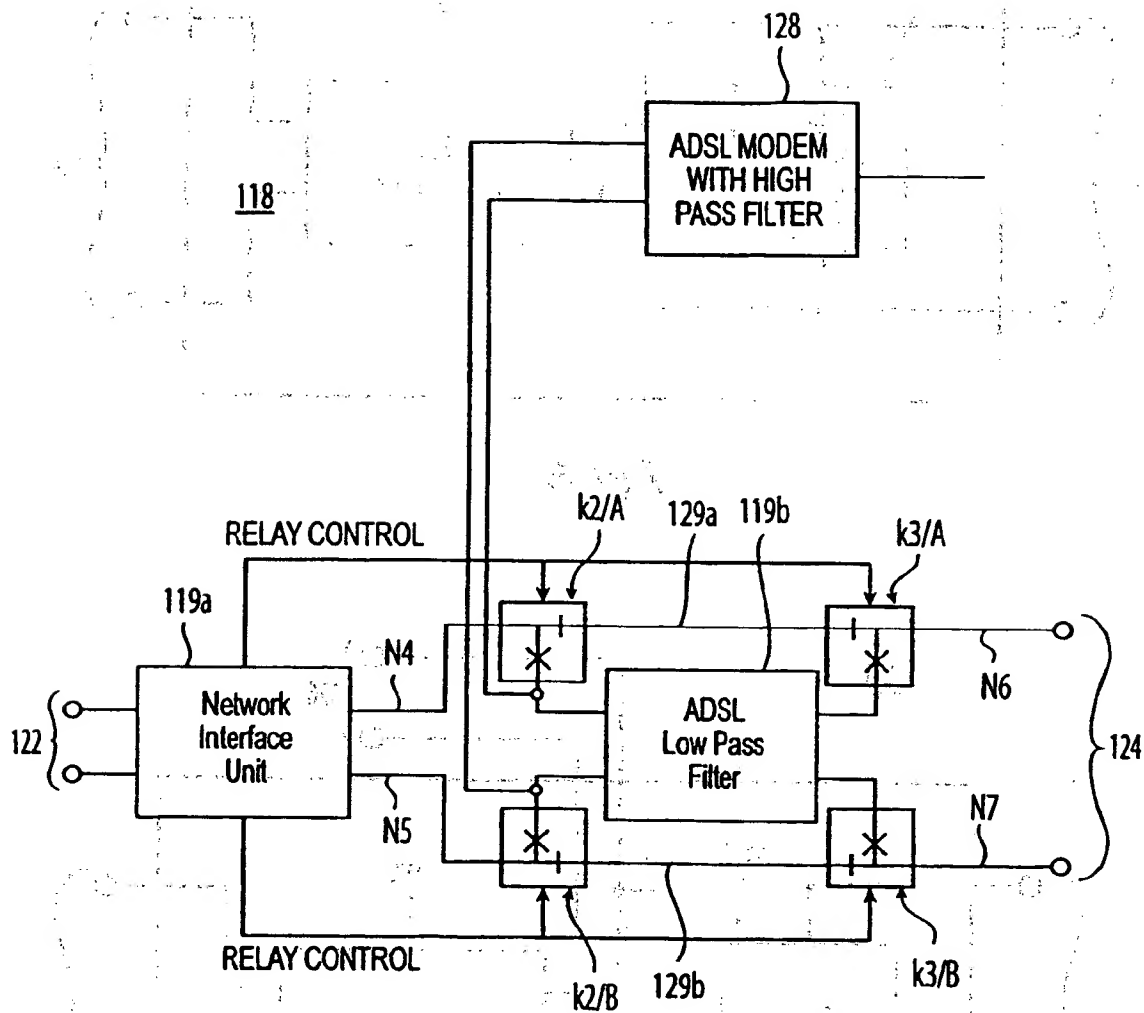 128
ADSL MODEM
WITH HIGH
PASS FILTER
118
k2/A
129a
119b
k3/A
RELAY CONTROL
119a
N4
N6
Network
Interface
Unit
ADSL
Low Pass
Filter
122
124
N5
N7
RELAY CONTROL
k2/B
129b
k3/B